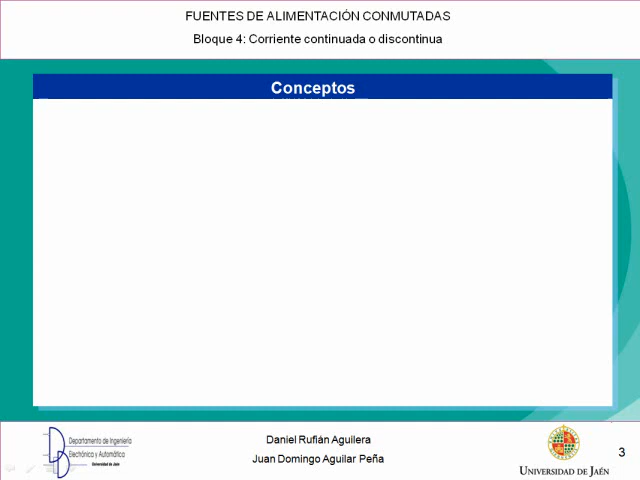 FUENTES DE ALIMENTACIÓN CONMUTADAS
Bloque 4: Corriente continuada o discontinua
Conceptos
Departamento de Ingeniería
Electrónica y Automática
Universidad de Jaén
Daniel Rufián Aguilera
Juan Domingo Aguilar Peña
UNIVERSIDAD DE JAÉN
3